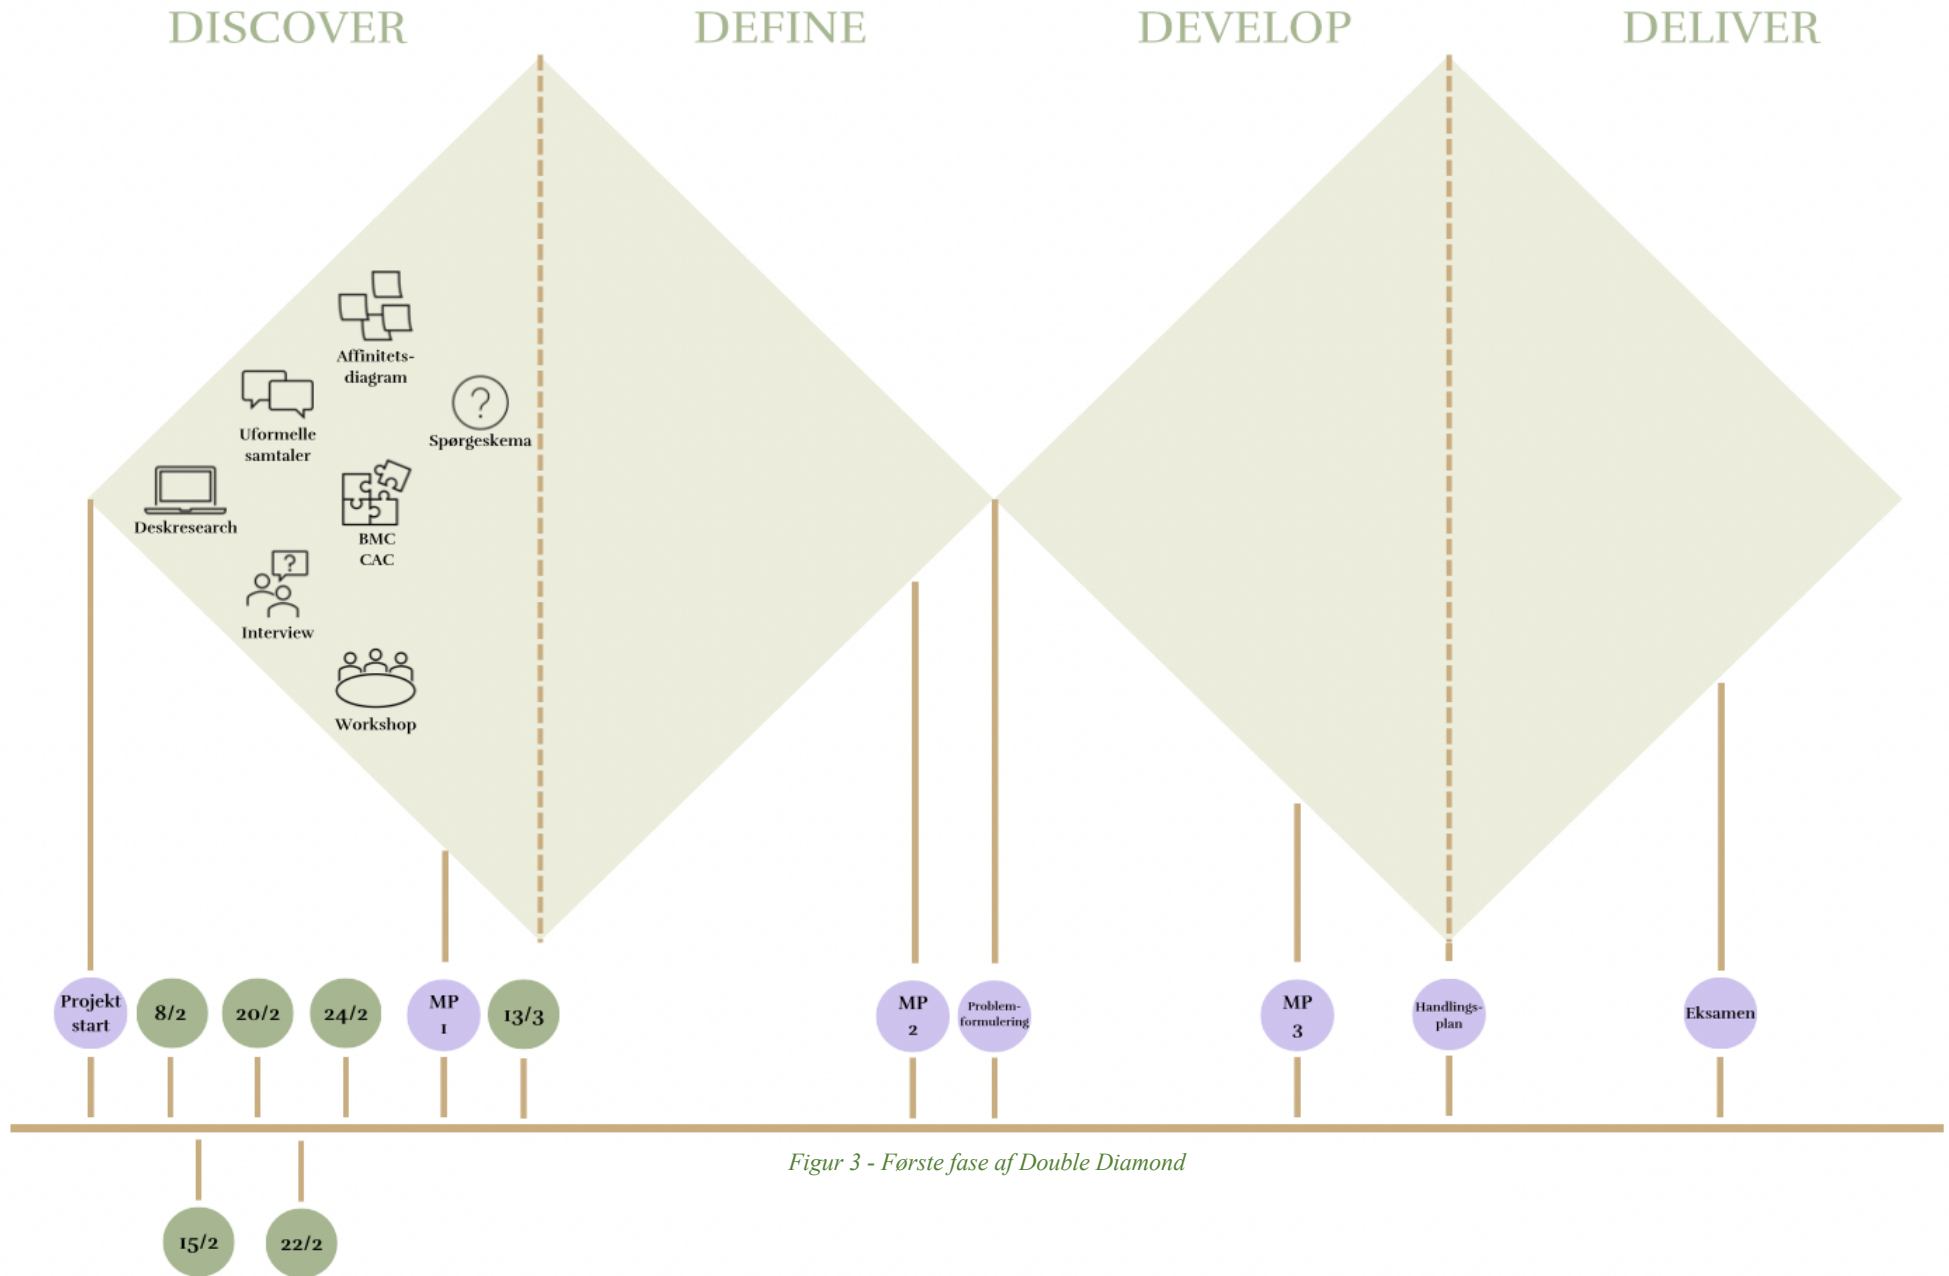 DISCOVER
DEFINE
DEVELOP
DELIVER
Affinitets-
diagram
Uformelle
samtaler
Spørgeskema
Deskresearch
BMC
CAC
Interview
Workshop
Projekt
start
8/2
20/2
24/2
MP
1
13/3
MP
2
Problem-
formulering
MP
3
Handlings-
plan
Eksamen
Figur 3 - Første fase af Double Diamond
15/2
22/2